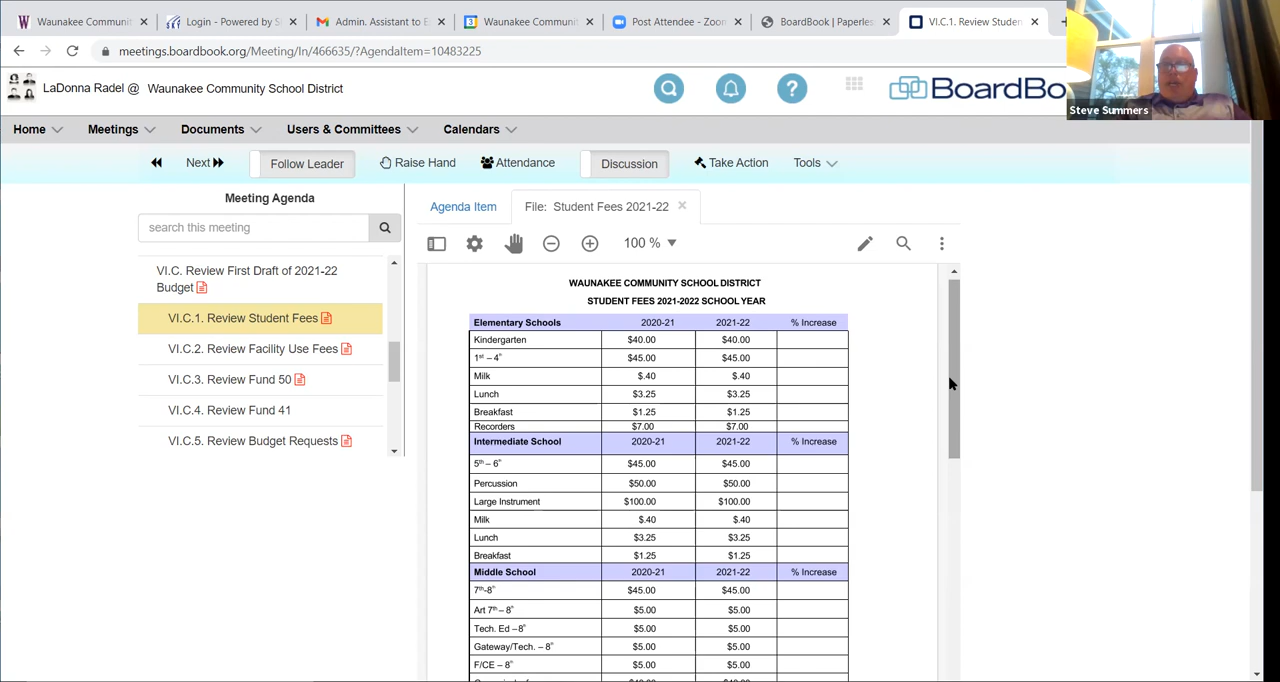 Waunakee Communit
Login - Powered by S
Admin. Assistant to E
Waunakee Communit
Post Attendee - Zoom
BoardBook | Paperles
VI.C.1. Review Studen
meetings.boardbook.org/Meeting/In/466635/?AgendaItem=10483225
LaDonna Radel @ Waunakee Community School District
BoardBo
Steve Summers
Home Meetings Documents Users & Committees Calendars
Next Follow Leader Raise Hand Attendance Discussion Take Action Tools
Meeting Agenda
search this meeting
VI.C. Review First Draft of 2021-22
Budget
VI.C.1. Review Student Fees
VI.C.2. Review Facility Use Fees
VI.C.3. Review Fund 50
VI.C.4. Review Fund 41
VI.C.5. Review Budget Requests
Agenda Item File: Student Fees 2021-22
100 %
WAUNAKEE COMMUNITY SCHOOL DISTRICT
STUDENT FEES 2021-2022 SCHOOL YEAR
Elementary Schools 2020-21 2021-22 % Increase
Kindergarten $40.00 $40.00
1st – 4th $45.00 $45.00
Milk $.40 $.40
Lunch $3.25 $3.25
Breakfast $1.25 $1.25
Recorders $7.00 $7.00
Intermediate School 2020-21 2021-22 % Increase
5th – 6th $45.00 $45.00
Percussion $50.00 $50.00
Large Instrument $100.00 $100.00
Milk $.40 $.40
Lunch $3.25 $3.25
Breakfast $1.25 $1.25
Middle School 2020-21 2021-22 % Increase
7th-8th $45.00 $45.00
Art 7th – 8th $5.00 $5.00
Tech. Ed –8th $5.00 $5.00
Gateway/Tech. – 8th $5.00 $5.00
F/CE – 8th $5.00 $5.00